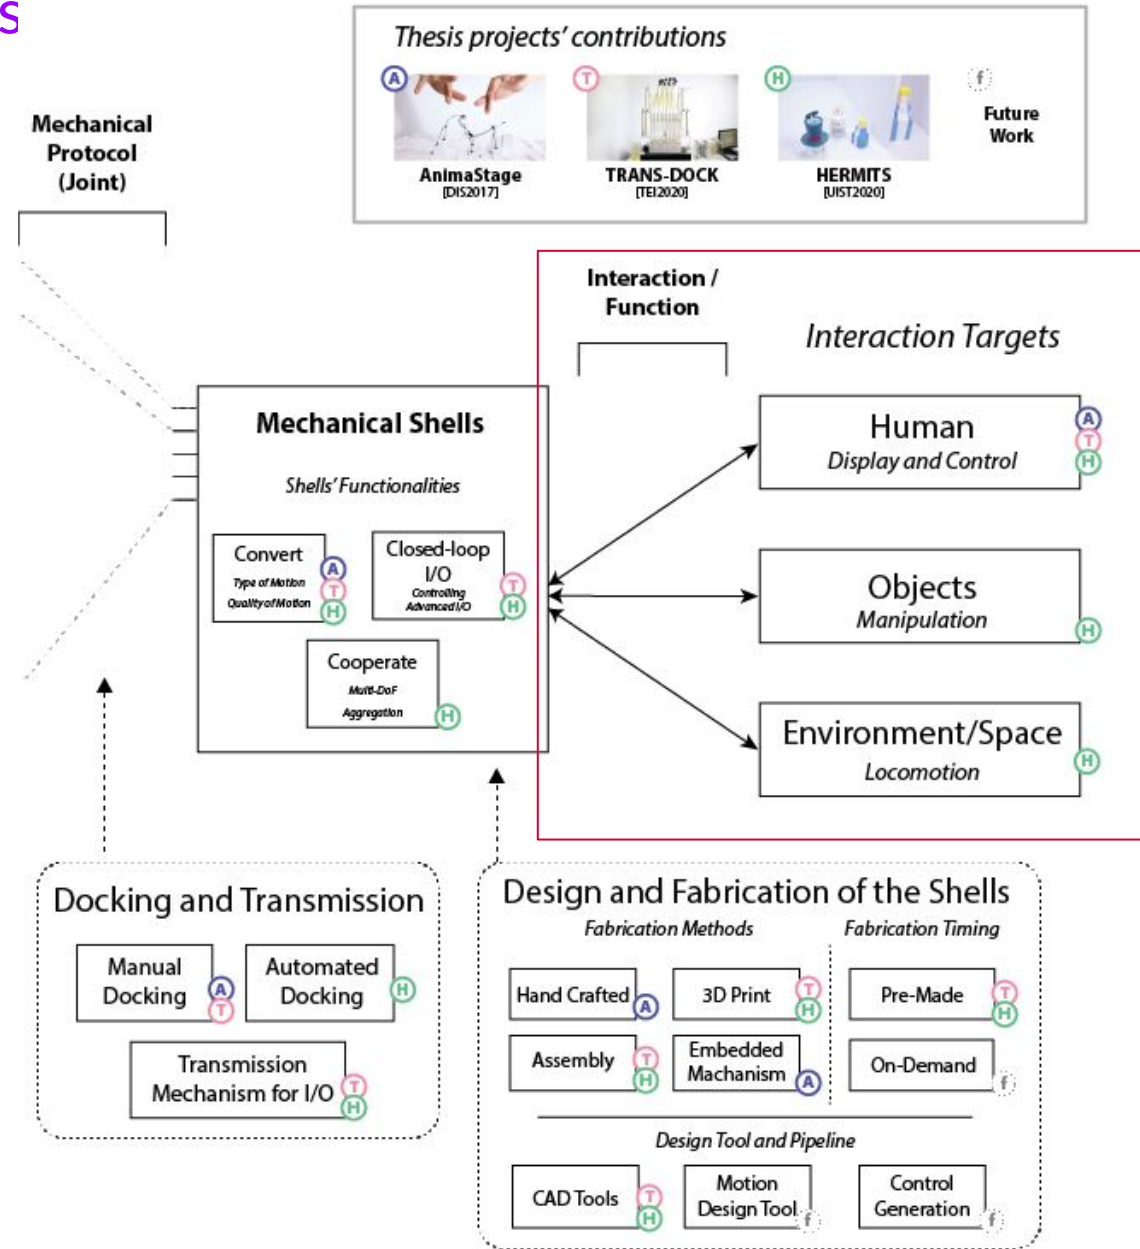 S
Thesis projects’ contributions
A
T
H
f
Future
Work
AnimaStage
[DIS2017]
TRANS-DOCK
[TEI2020]
HERMITS
[UIST2020]
Mechanical
Protocol
(Joint)
Interaction /
Function
Interaction Targets
Mechanical Shells
Shells’ Functionalities
Convert
Type of Motion
Quality of Motion
A
T
H
Closed-loop
I/O
Controlling
Advanced I/O
T
H
Cooperate
Multi-DoF
Aggregation
H
Human
Display and Control
A
T
H
Objects
Manipulation
H
Environment/Space
Locomotion
H
Docking and Transmission
Manual
Docking
A
T
Automated
Docking
H
Transmission
Mechanism for I/O
T
H
Design and Fabrication of the Shells
Fabrication Methods
Fabrication Timing
Hand Crafted
A
3D Print
T
H
Pre-Made
T
H
Assembly
T
H
Embedded
Machanism
A
On-Demand
f
Design Tool and Pipeline
CAD Tools
T
H
Motion
Design Tool
f
Control
Generation
f